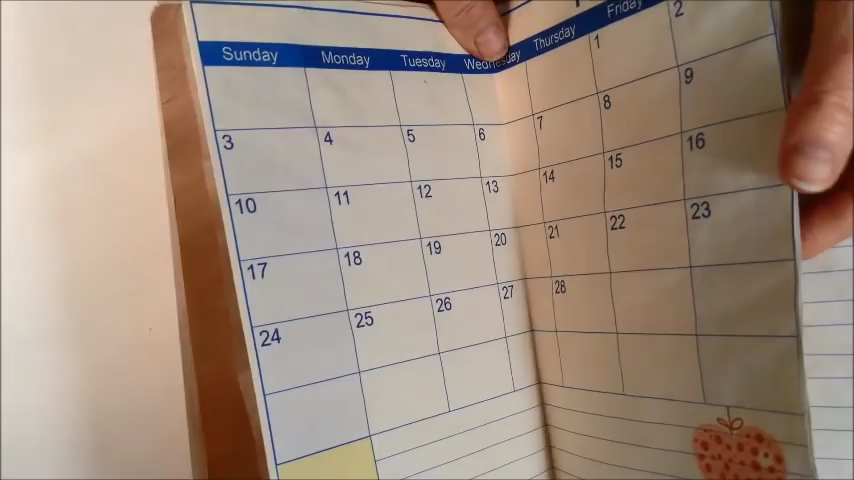 Sunday Monday Tuesday Wednesday Thursday Friday
1 2
3 4 5 6 7 8 9
10 11 12 13 14 15 16
17 18 19 20 21 22 23
24 25 26 27 28